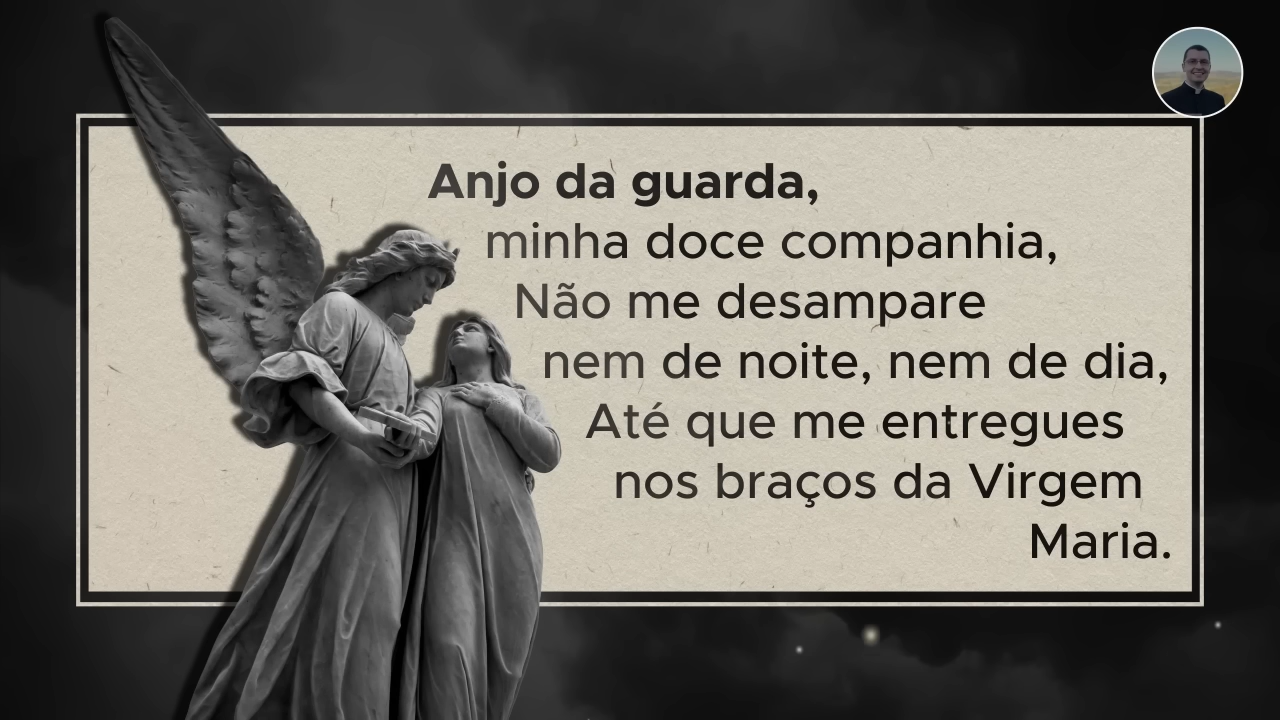 Anjo da guarda,
minha doce companhia,
Não me desampare
nem de noite, nem de dia,
Até que me entregues
nos braços da Virgem
Maria.